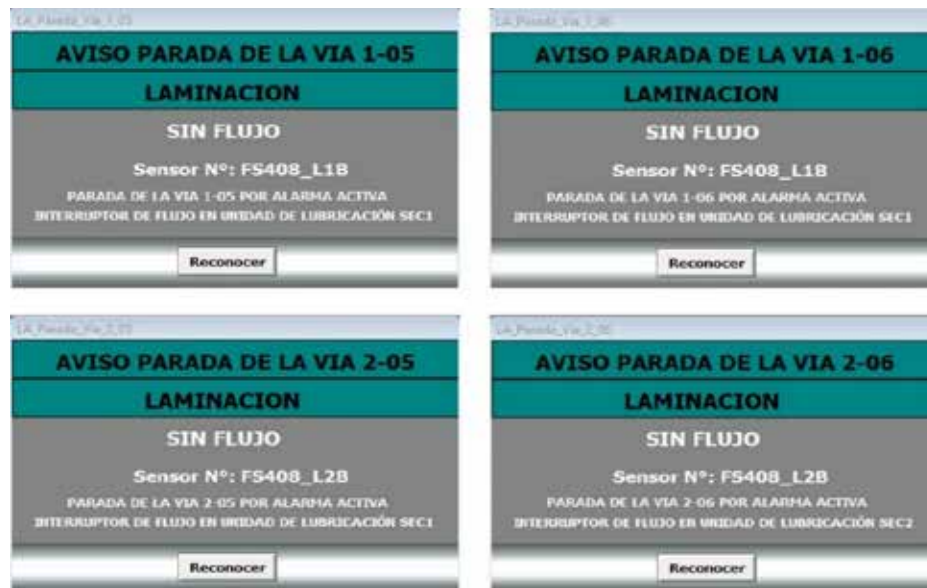 LA_Parada_Via_1_05
AVISO PARADA DE LA VIA 1-05
LAMINACION
SIN FLUJO
Sensor Nº: FS408_L1B
PARADA DE LA VIA 1-05 POR ALARMA ACTIVA
INTERRUPTOR DE FLUJO EN UNIDAD DE LUBRICACIÓN SEC1
Reconocer
LA_Parada_Via_1_06
AVISO PARADA DE LA VIA 1-06
LAMINACION
SIN FLUJO
Sensor Nº: FS408_L1B
PARADA DE LA VIA 1-06 POR ALARMA ACTIVA
INTERRUPTOR DE FLUJO EN UNIDAD DE LUBRICACIÓN SEC1
Reconocer
LA_Parada_Via_2_05
AVISO PARADA DE LA VIA 2-05
LAMINACION
SIN FLUJO
Sensor Nº: FS408_L2B
PARADA DE LA VIA 2-05 POR ALARMA ACTIVA
INTERRUPTOR DE FLUJO EN UNIDAD DE LUBRICACIÓN SEC1
Reconocer
LA_Parada_Via_2_06
AVISO PARADA DE LA VIA 2-06
LAMINACION
SIN FLUJO
Sensor Nº: FS408_L2B
PARADA DE LA VIA 2-06 POR ALARMA ACTIVA
INTERRUPTOR DE FLUJO EN UNIDAD DE LUBRICACIÓN SEC2
Reconocer